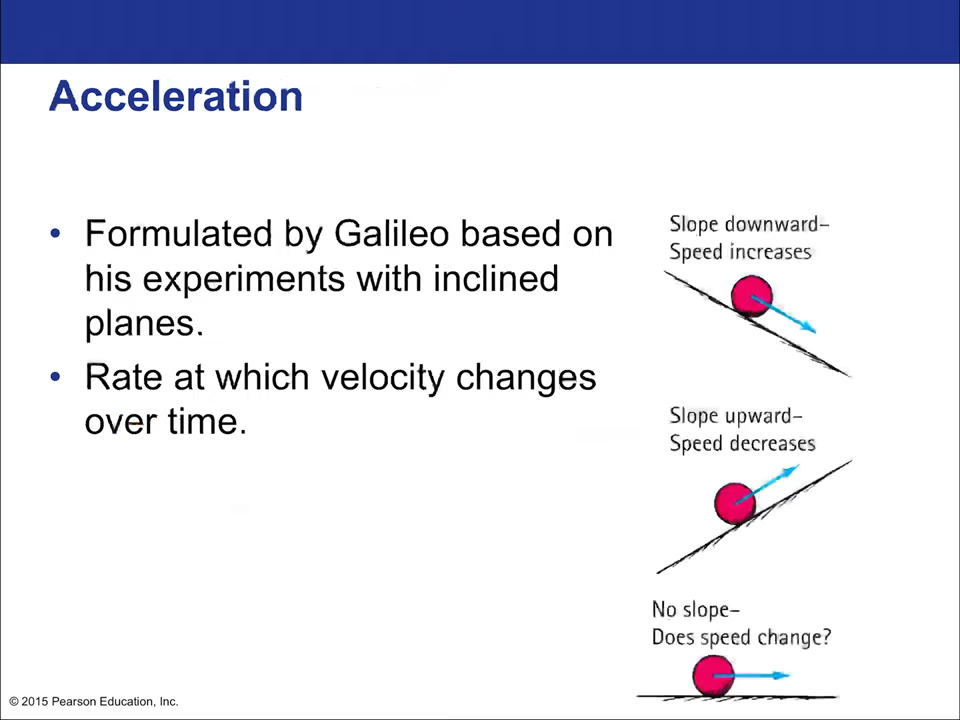 Acceleration
• Formulated by Galileo based on
his experiments with inclined
planes.
• Rate at which velocity changes
over time.
Slope downward–
Speed increases
Slope upward–
Speed decreases
No slope–
Does speed change?
© 2015 Pearson Education, Inc.